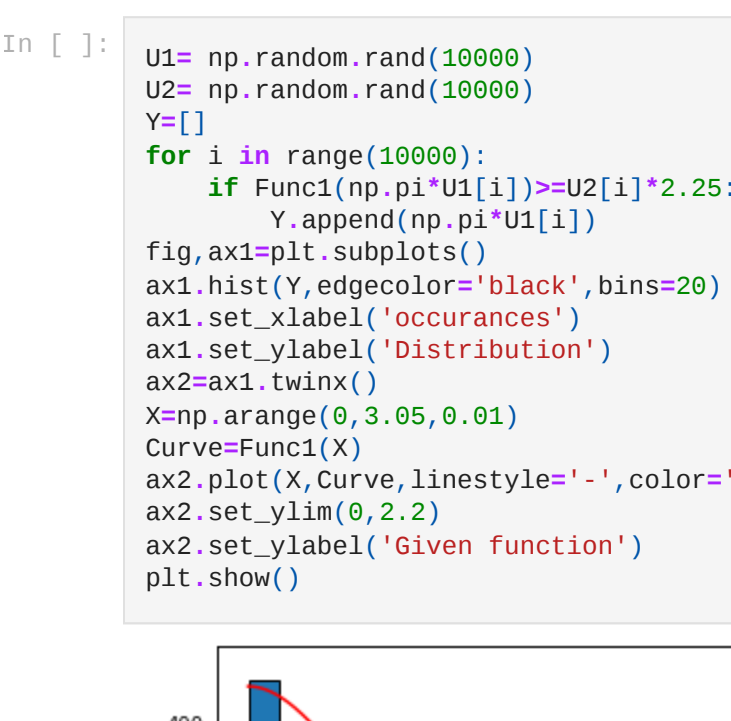 In [ ]:
U1= np.random.rand(10000)
U2= np.random.rand(10000)
Y=[]
for i in range(10000):
    if Func1(np.pi*U1[i])>=U2[i]*2.25:
        Y.append(np.pi*U1[i])
fig,ax1=plt.subplots()
ax1.hist(Y,edgecolor='black',bins=20)
ax1.set_xlabel('occurances')
ax1.set_ylabel('Distribution')
ax2=ax1.twinx()
X=np.arange(0,3.05,0.01)
Curve=Func1(X)
ax2.plot(X,Curve,linestyle='-',color='
ax2.set_ylim(0,2.2)
ax2.set_ylabel('Given function')
plt.show()